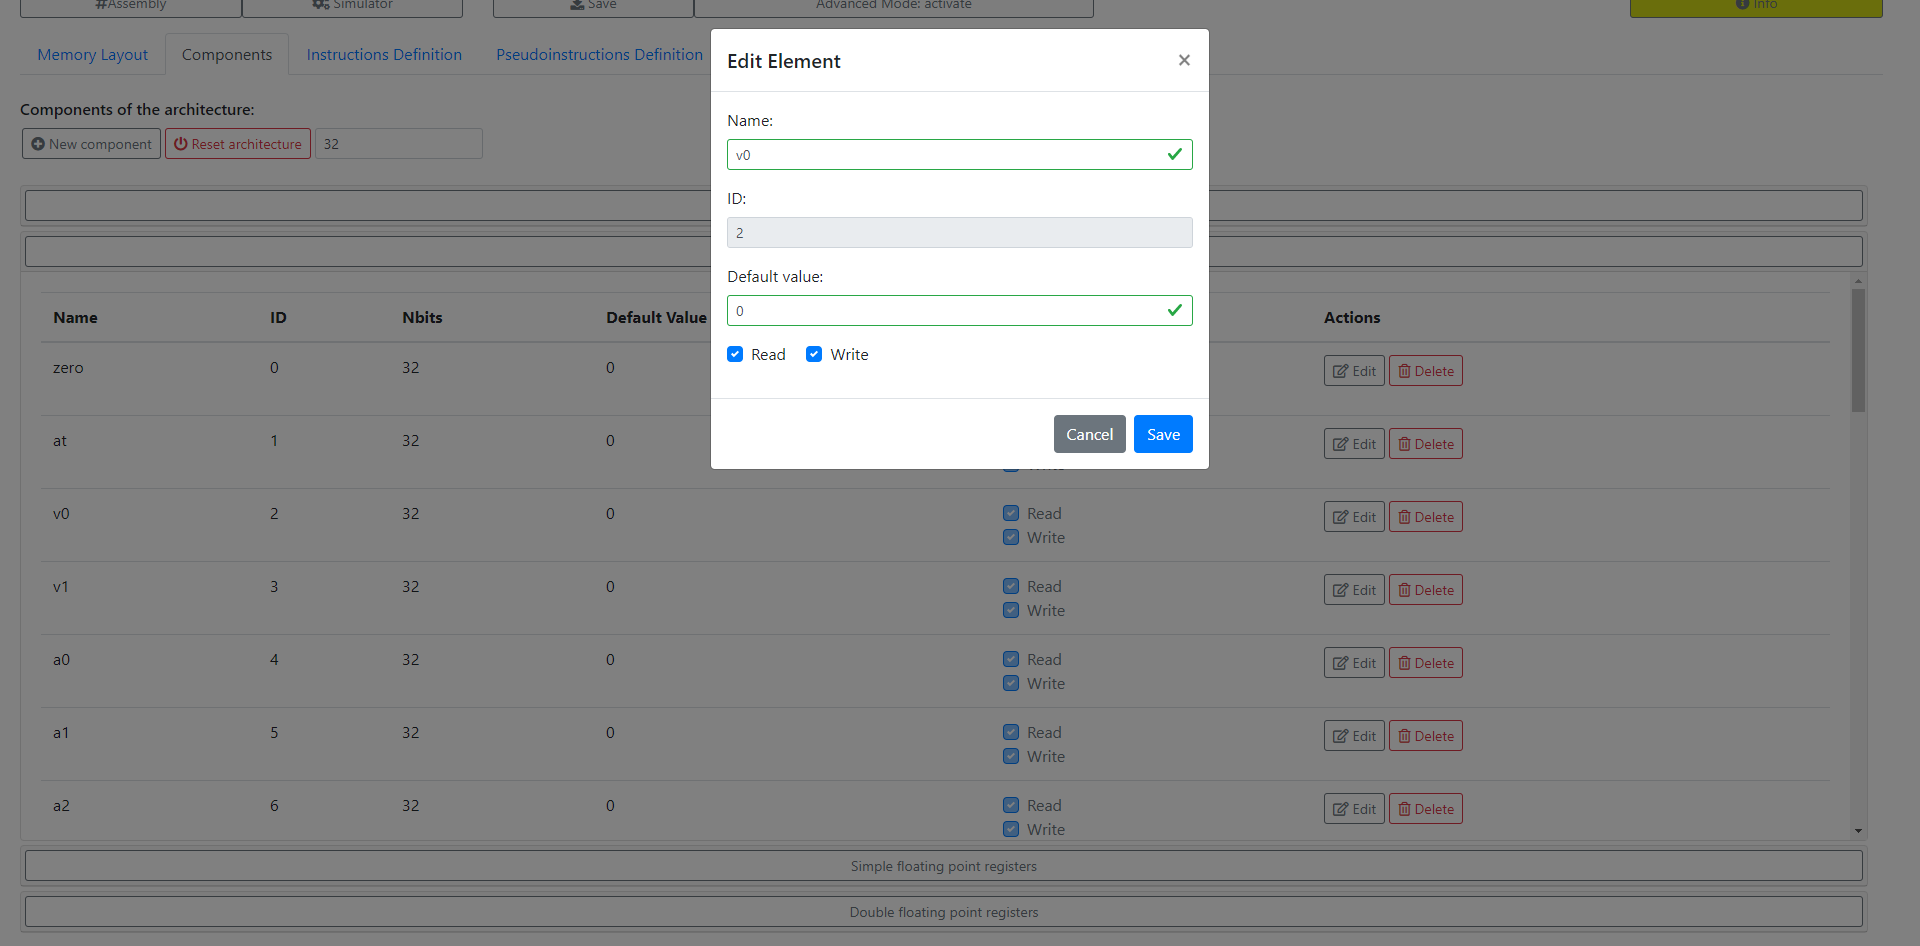 #Assembly Simulator Save Advanced Mode: activate Info
Memory Layout Components Instructions Definition Pseudoinstructions Definition
Edit Element ×
Components of the architecture:
New component Reset architecture 32
Name:
v0
ID:
2
Default value:
0
Read Write
Cancel Save
Name ID Nbits Default Value Actions
zero 0 32 0 Edit Delete
at 1 32 0 Edit Delete
v0 2 32 0 Read Write Edit Delete
v1 3 32 0 Read Write Edit Delete
a0 4 32 0 Read Write Edit Delete
a1 5 32 0 Read Write Edit Delete
a2 6 32 0 Read Write Edit Delete
Simple floating point registers
Double floating point registers